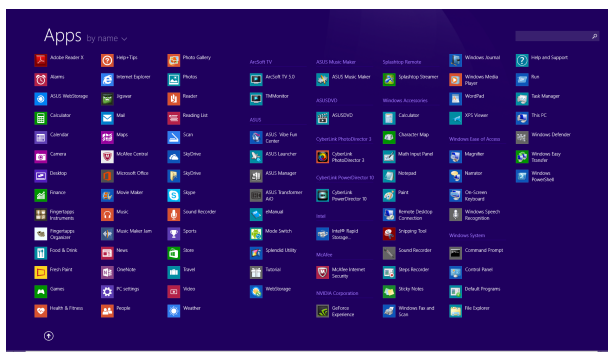 Apps by name
Adobe Reader X
Alarms
ASUS WebStorage
Calculator
Calendar
Camera
Desktop
Finance
Fingertapps
Instruments
Fingertapps
Organizer
Food & Drink
Fresh Paint
Games
Health & Fitness
Help+Tips
Internet Explorer
Jigswar
Mail
Maps
McAfee Central
Microsoft Office
Movie Maker
Music
Music Maker Jam
News
OneNote
PC settings
People
Photo Gallery
Photos
Reader
Reading List
Scan
SkyDrive
SkyDrive
Skype
Sound Recorder
Sports
Store
Travel
Video
Weather
ArcSoft TV
ArcSoft TV 5.0
TMMonitor
ASUS
ASUS Vibe Fun
Center
ASUS Launcher
ASUS Manager
ASUS Transformer
AiO
eManual
Mode Switch
Splendid Utility
Tutorial
WebStorage
ASUS Music Maker
ASUS Music Maker
ASUSDVD
ASUSDVD
CyberLink PhotoDirector 3
CyberLink
PhotoDirector 3
CyberLink PowerDirector 10
CyberLink
PowerDirector 10
Intel
Intel® Rapid
Storage...
McAfee
McAfee Internet
Security
NVIDIA Corporation
GeForce
Experience
Splashtop Remote
Splashtop Streamer
Windows Accessories
Calculator
Character Map
Math Input Panel
Notepad
Paint
Remote Desktop
Connection
Snipping Tool
Sound Recorder
Steps Recorder
Sticky Notes
Windows Fax and
Scan
Windows Journal
Windows Media
Player
WordPad
XPS Viewer
Windows Ease of Access
Magnifier
Narrator
On-Screen
Keyboard
Windows Speech
Recognition
Windows System
Command Prompt
Control Panel
Default Programs
File Explorer
Help and Support
Run
Task Manager
This PC
Windows Defender
Windows Easy
Transfer
Windows
PowerShell